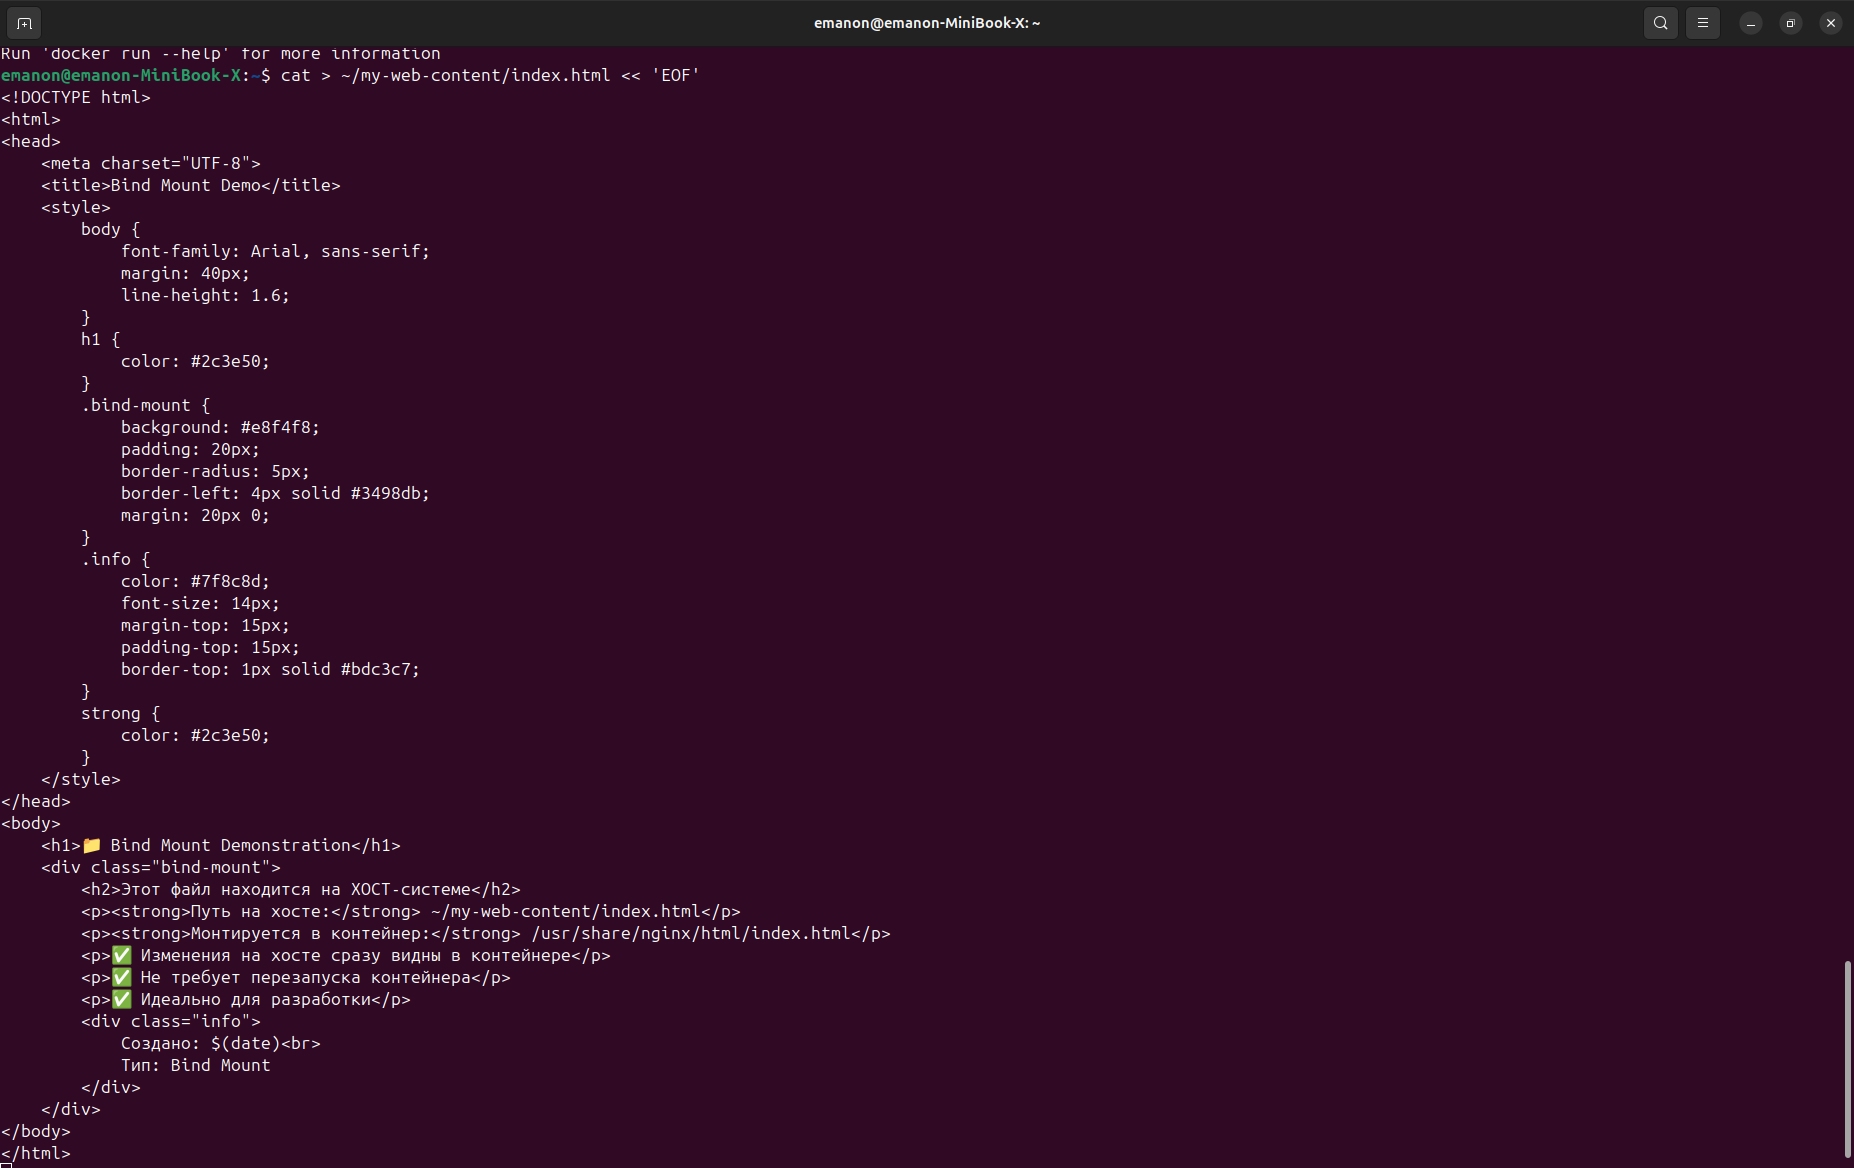 emanon@emanon-MiniBook-X: ~
Run 'docker run --help' for more information
emanon@emanon-MiniBook-X:~$ cat > ~/my-web-content/index.html << 'EOF'
<!DOCTYPE html>
<html>
<head>
    <meta charset="UTF-8">
    <title>Bind Mount Demo</title>
    <style>
        body {
            font-family: Arial, sans-serif;
            margin: 40px;
            line-height: 1.6;
        }
        h1 {
            color: #2c3e50;
        }
        .bind-mount {
            background: #e8f4f8;
            padding: 20px;
            border-radius: 5px;
            border-left: 4px solid #3498db;
            margin: 20px 0;
        }
        .info {
            color: #7f8c8d;
            font-size: 14px;
            margin-top: 15px;
            padding-top: 15px;
            border-top: 1px solid #bdc3c7;
        }
        strong {
            color: #2c3e50;
        }
    </style>
</head>
<body>
    <h1>📁 Bind Mount Demonstration</h1>
    <div class="bind-mount">
        <h2>Этот файл находится на ХОСТ-системе</h2>
        <p><strong>Путь на хосте:</strong> ~/my-web-content/index.html</p>
        <p><strong>Монтируется в контейнер:</strong> /usr/share/nginx/html/index.html</p>
        <p>✅ Изменения на хосте сразу видны в контейнере</p>
        <p>✅ Не требует перезапуска контейнера</p>
        <p>✅ Идеально для разработки</p>
        <div class="info">
            Создано: $(date)<br>
            Тип: Bind Mount
        </div>
    </div>
</body>
</html>